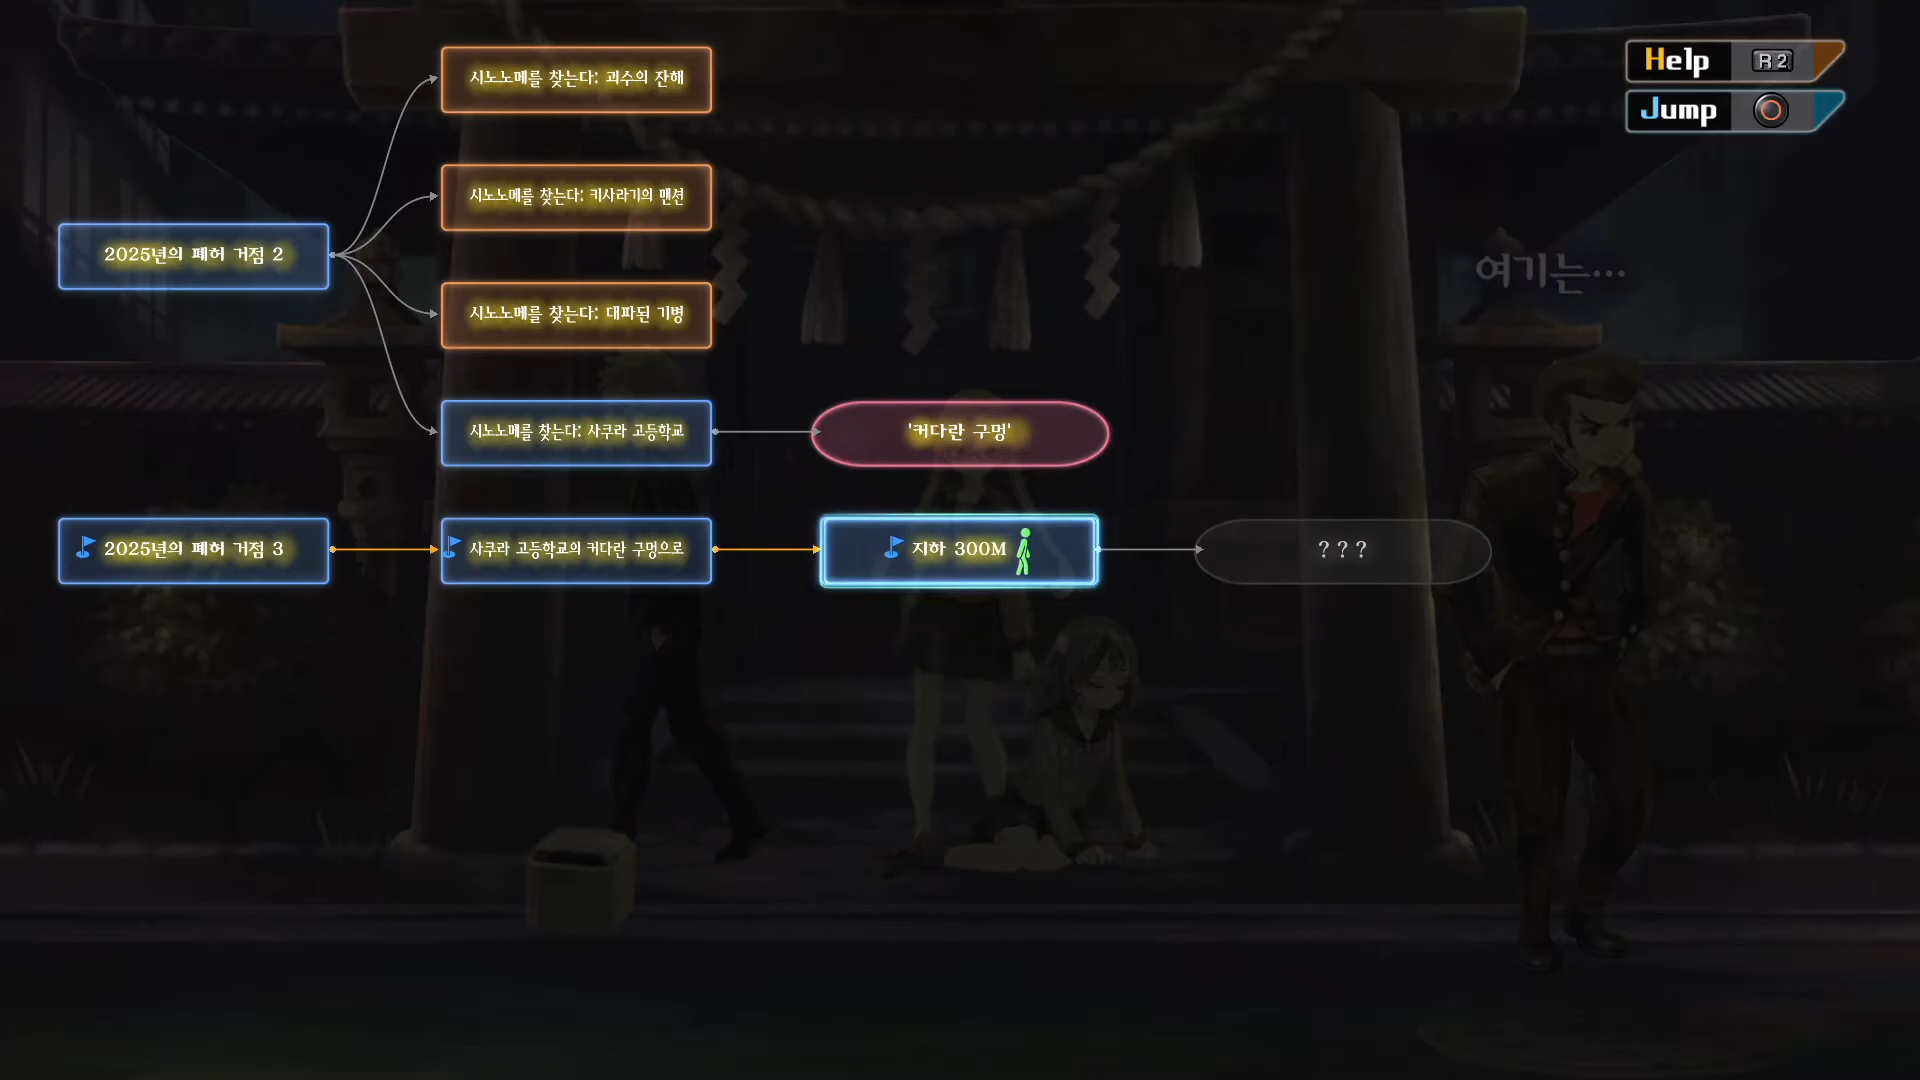 시노노메를 찾는다: 괴수의 잔해
Help R2
Jump
시노노메를 찾는다: 키사라기의 맨션
2025년의 폐허 거점 2
여기는…
시노노메를 찾는다: 대파된 기병
시노노메를 찾는다: 사쿠라 고등학교
'커다란 구멍'
2025년의 폐허 거점 3
사쿠라 고등학교의 커다란 구멍으로
지하 300M
? ? ?